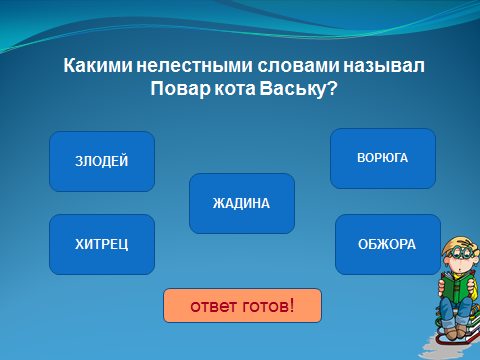 Какими нелестными словами называл
Повар кота Ваську?
ЗЛОДЕЙ
ВОРЮГА
ЖАДИНА
ХИТРЕЦ
ОБЖОРА
ответ готов!